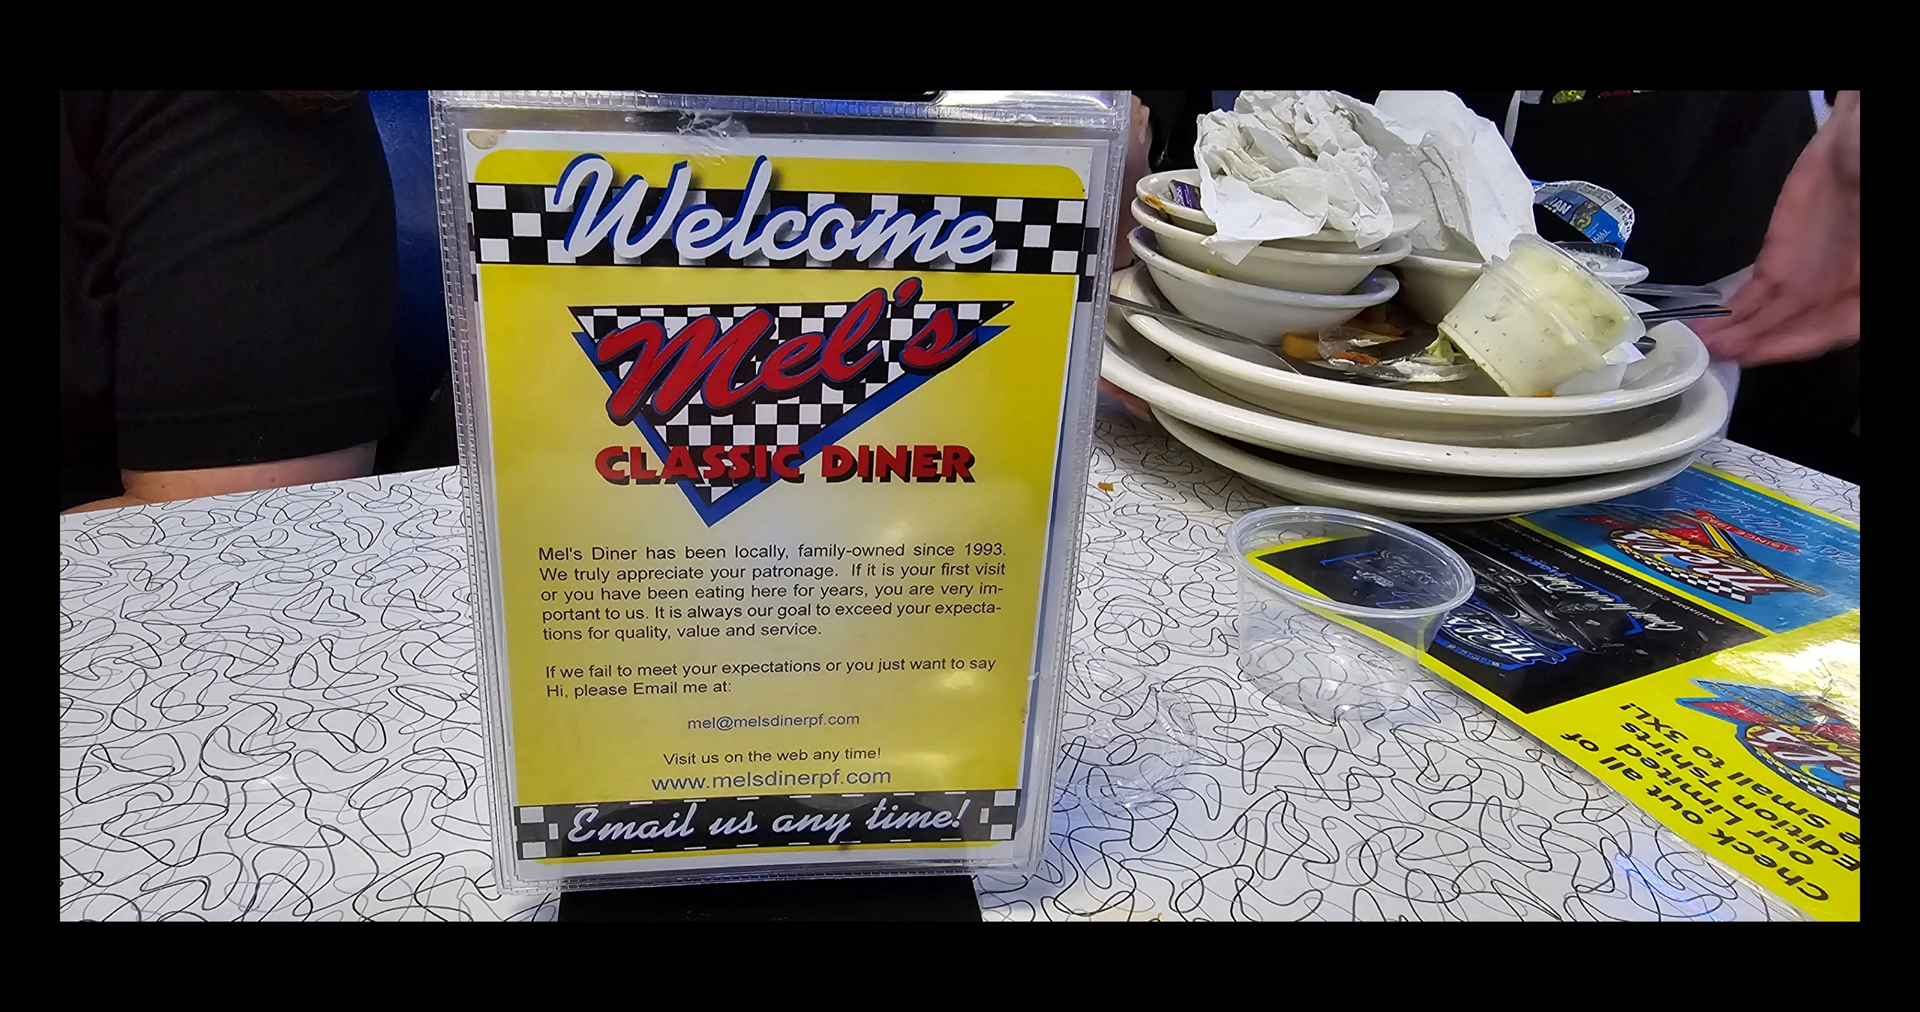 Welcome
Mel's
CLASSIC DINER
Mel's Diner has been locally, family-owned since 1993.
We truly appreciate your patronage.  If it is your first visit
or you have been eating here for years, you are very im-
portant to us. It is always our goal to exceed your expecta-
tions for quality, value and service.
If we fail to meet your expectations or you just want to say
Hi, please Email me at:
mel@melsdinerpf.com
Visit us on the web any time!
www.melsdinerpf.com
Email us any time!
Check out all
our Limited
Edition Tshirts
Small to 3XL!